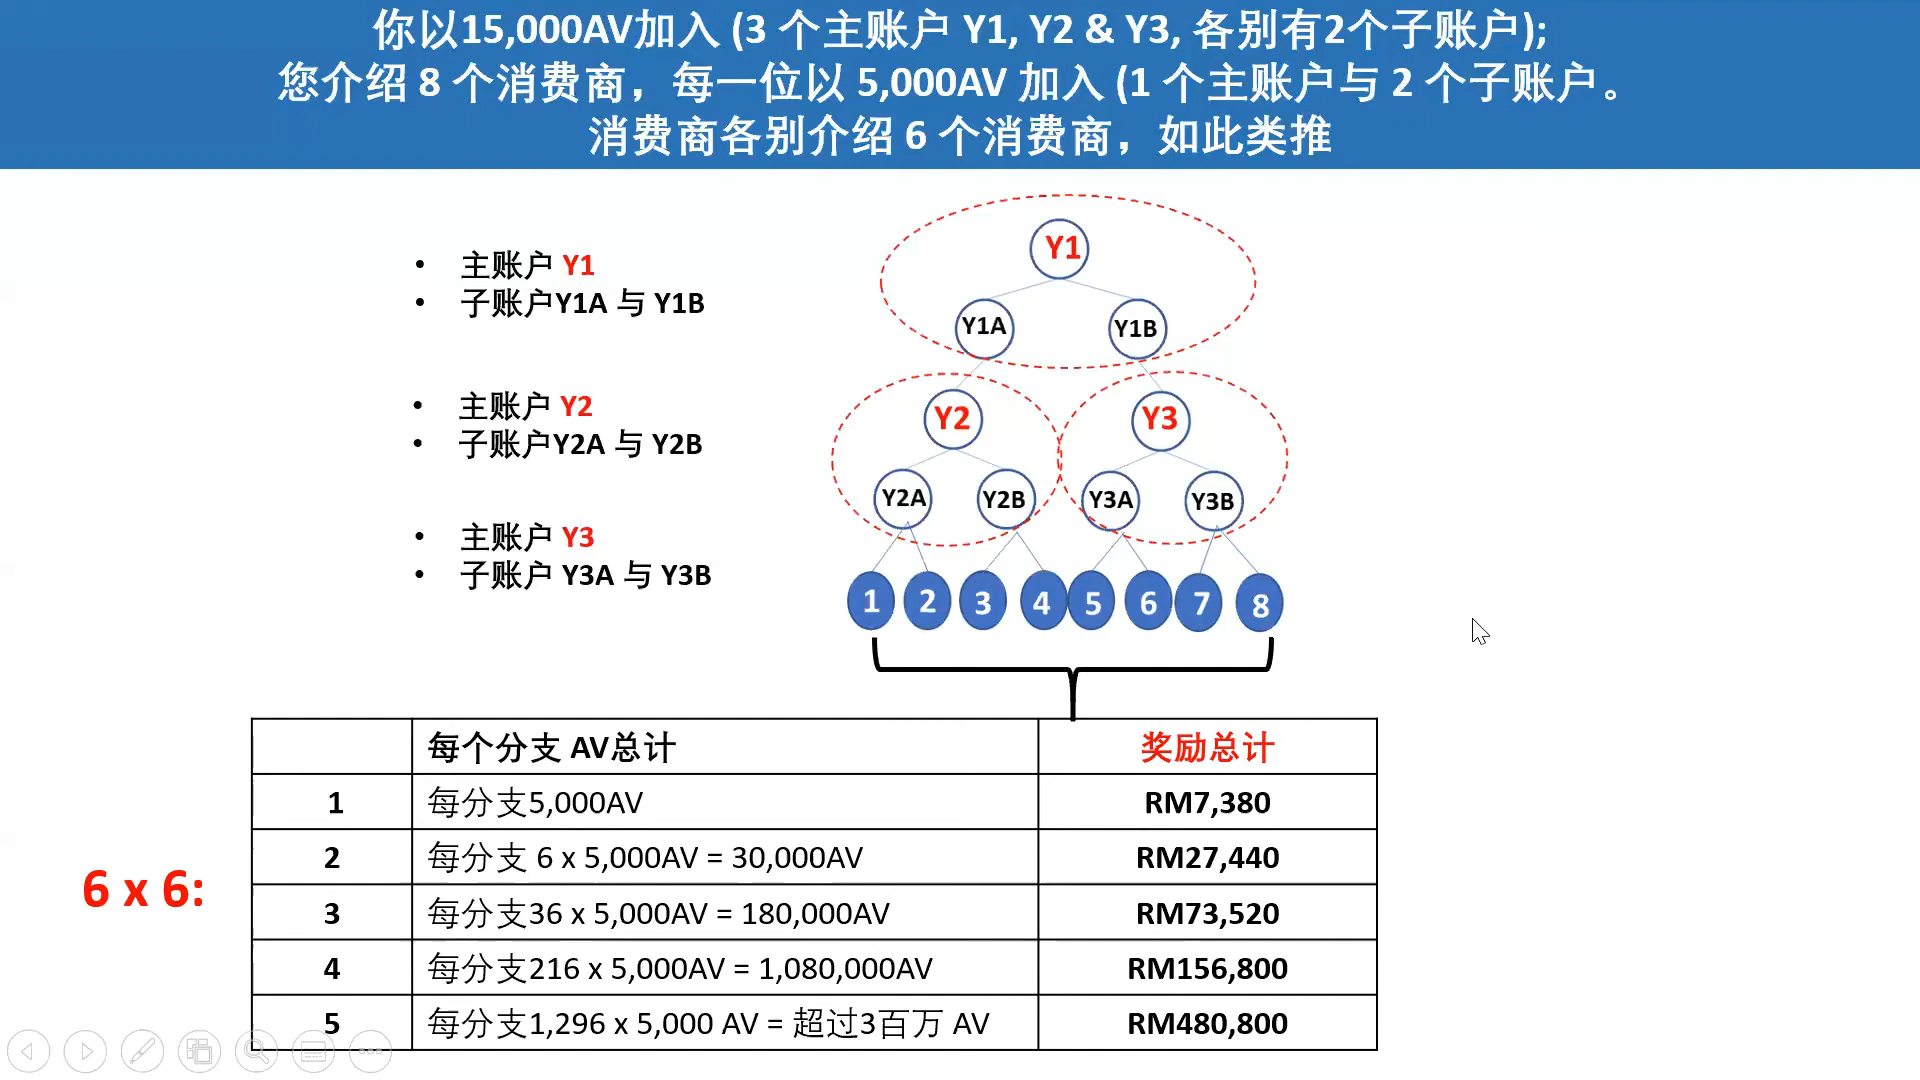 你以15,000AV加入 (3 个主账户 Y1, Y2 & Y3, 各别有2个子账户);
您介绍 8 个消费商，每一位以 5,000AV 加入 (1 个主账户与 2 个子账户。
消费商各别介绍 6 个消费商，如此类推
• 主账户 Y1
• 子账户Y1A 与 Y1B
• 主账户 Y2
• 子账户Y2A 与 Y2B
• 主账户 Y3
• 子账户 Y3A 与 Y3B
Y1
Y1A Y1B
Y2 Y3
Y2A Y2B Y3A Y3B
1 2 3 4 5 6 7 8
每个分支 AV总计 奖励总计
1 每分支5,000AV RM7,380
2 每分支 6 x 5,000AV = 30,000AV RM27,440
6 x 6:
3 每分支36 x 5,000AV = 180,000AV RM73,520
4 每分支216 x 5,000AV = 1,080,000AV RM156,800
5 每分支1,296 x 5,000 AV = 超过3百万 AV RM480,800